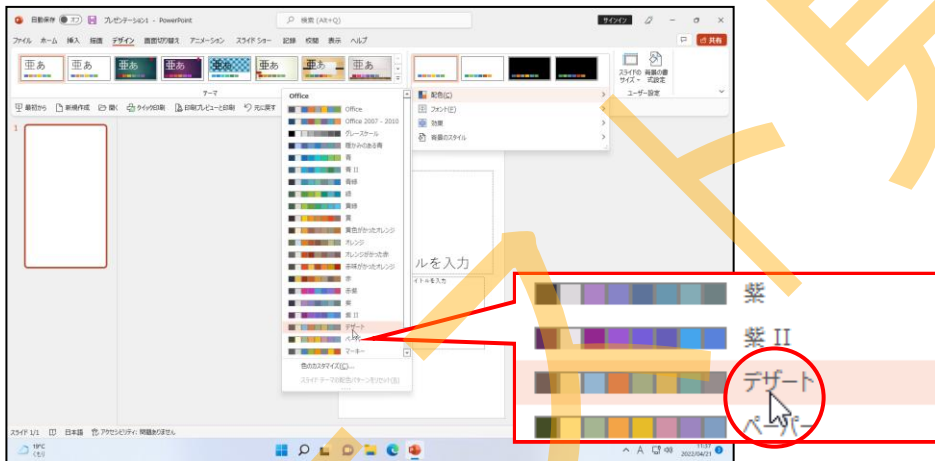 自動保存 オフ プレゼンテーション1 - PowerPoint 検索 (Alt+Q) サインイン
ファイル ホーム 挿入 描画 デザイン 画面切り替え アニメーション スライド ショー 記録 校閲 表示 ヘルプ 共有
亜あ 亜あ 亜あ 亜あ 亜あ 亜あ 亜あ 亜あ
スライドの サイズ 背景の書式設定
テーマ
ユーザー設定
最初から 新規作成 開く クイック印刷 印刷プレビューと印刷 元に戻す
配色(C)
フォント(F)
効果
背景のスタイル
1
Office
Office
Office 2007 - 2010
グレースケール
暖かみのある青
青
青 II
青緑
緑
黄緑
黄
黄色がかったオレンジ
オレンジ
オレンジがかった赤
赤味がかったオレンジ
赤
赤紫
紫
紫 II
デザート
ペーパー
マーキー
色のカスタマイズ(C)...
スライド テーマの配色パターンをリセット(R)
ルを入力
イトルを入力
紫
紫 II
デザート
ペーパー
スライド 1/1 日本語 アクセシビリティ: 問題ありません
19°C
くもり
A
11:37
2022/04/21